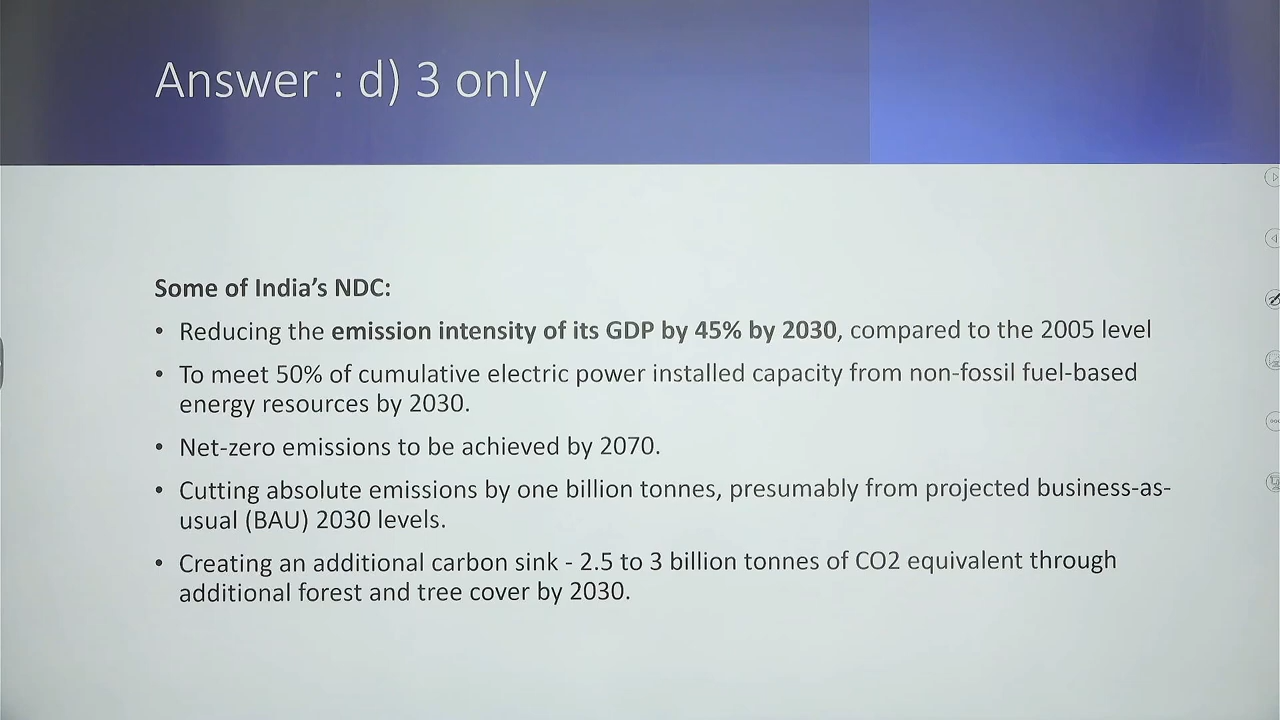 Answer : d) 3 only
Some of India’s NDC:
• Reducing the emission intensity of its GDP by 45% by 2030, compared to the 2005 level
• To meet 50% of cumulative electric power installed capacity from non-fossil fuel-based
energy resources by 2030.
• Net-zero emissions to be achieved by 2070.
• Cutting absolute emissions by one billion tonnes, presumably from projected business-as-
usual (BAU) 2030 levels.
• Creating an additional carbon sink - 2.5 to 3 billion tonnes of CO2 equivalent through
additional forest and tree cover by 2030.